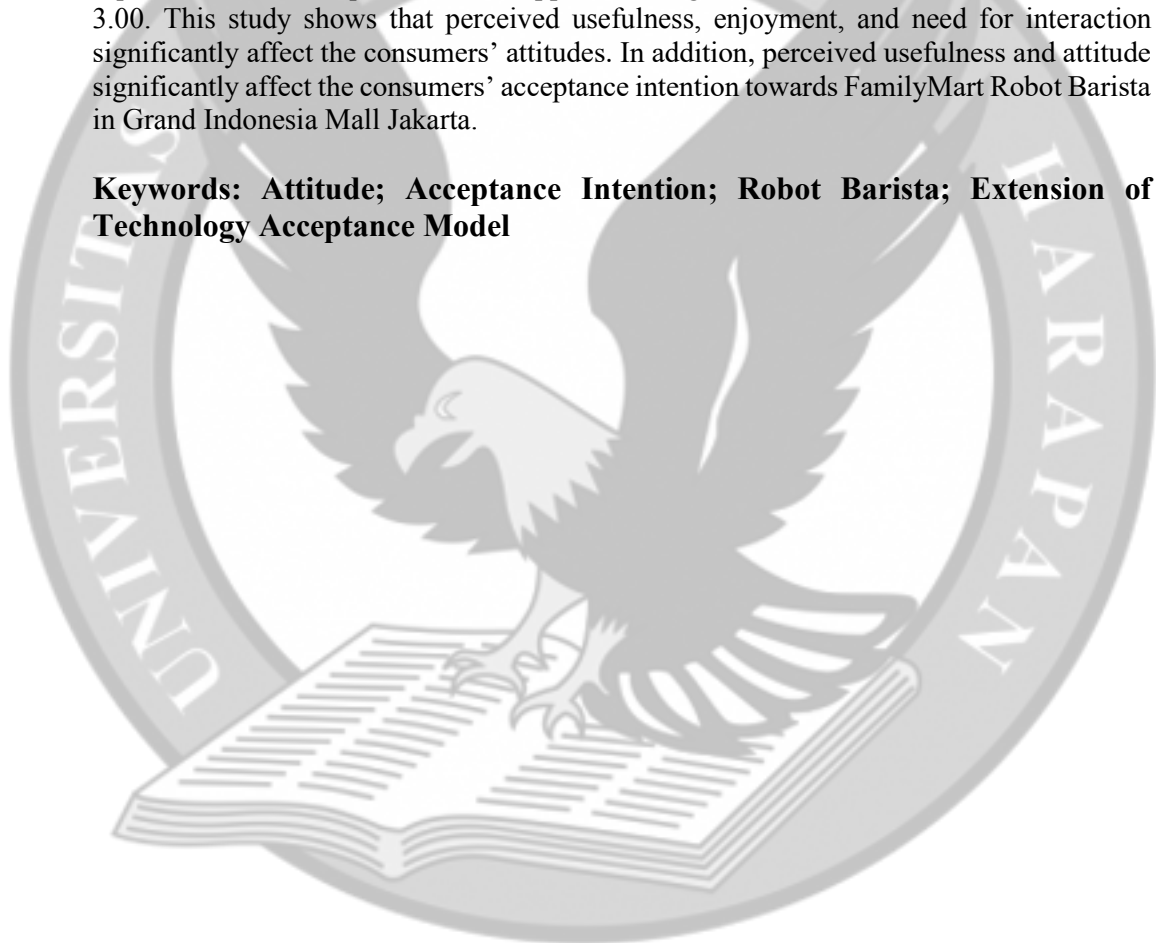 3.00. This study shows that perceived usefulness, enjoyment, and need for interaction
significantly affect the consumers’ attitudes. In addition, perceived usefulness and attitude
significantly affect the consumers’ acceptance intention towards FamilyMart Robot Barista
in Grand Indonesia Mall Jakarta.
Keywords: Attitude; Acceptance Intention; Robot Barista; Extension of
Technology Acceptance Model
UNIVERSITAS
HARAPAN